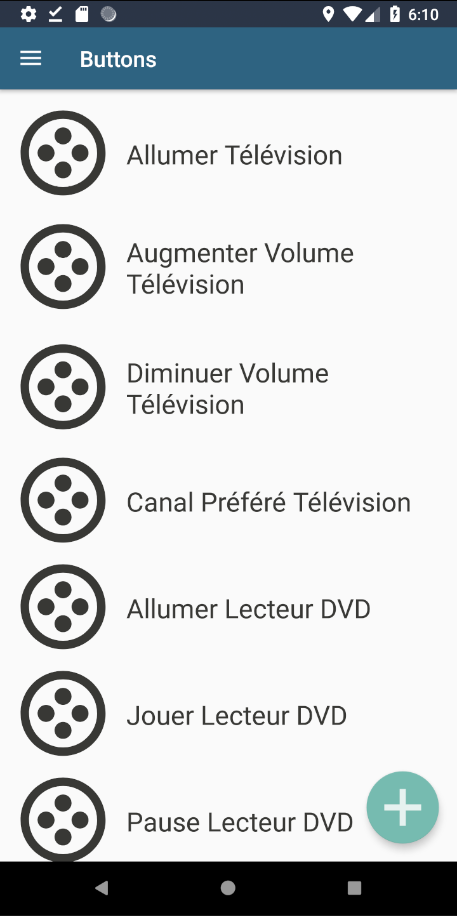 6:10
Buttons
Allumer Télévision
Augmenter Volume
Télévision
Diminuer Volume
Télévision
Canal Préféré Télévision
Allumer Lecteur DVD
Jouer Lecteur DVD
Pause Lecteur DVD